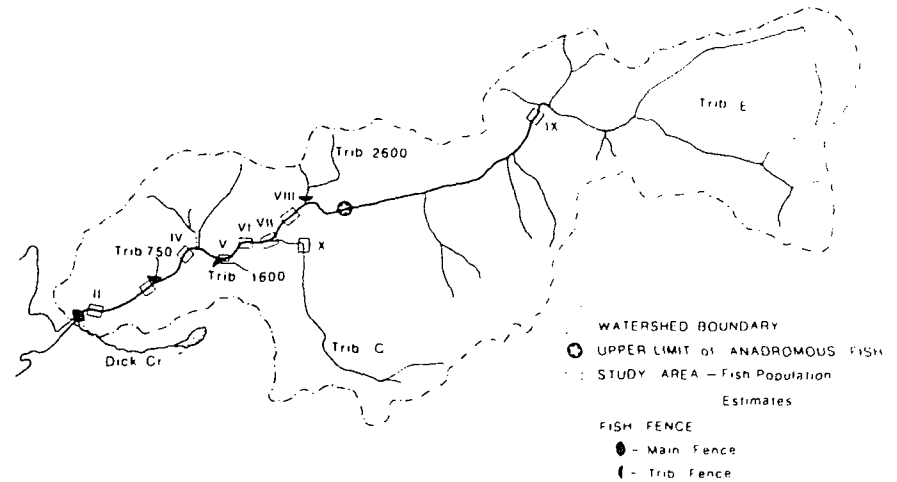 Trib E
IX
Trib 2600
VIII
VII
VI
X
IV
V
Trib 750
Trib 1600
II
Trib C
Dick Cr
WATERSHED BOUNDARY
UPPER LIMIT of ANADROMOUS FISH
STUDY AREA - Fish Population
Estimates
FISH FENCE
- Main Fence
- Trib Fence